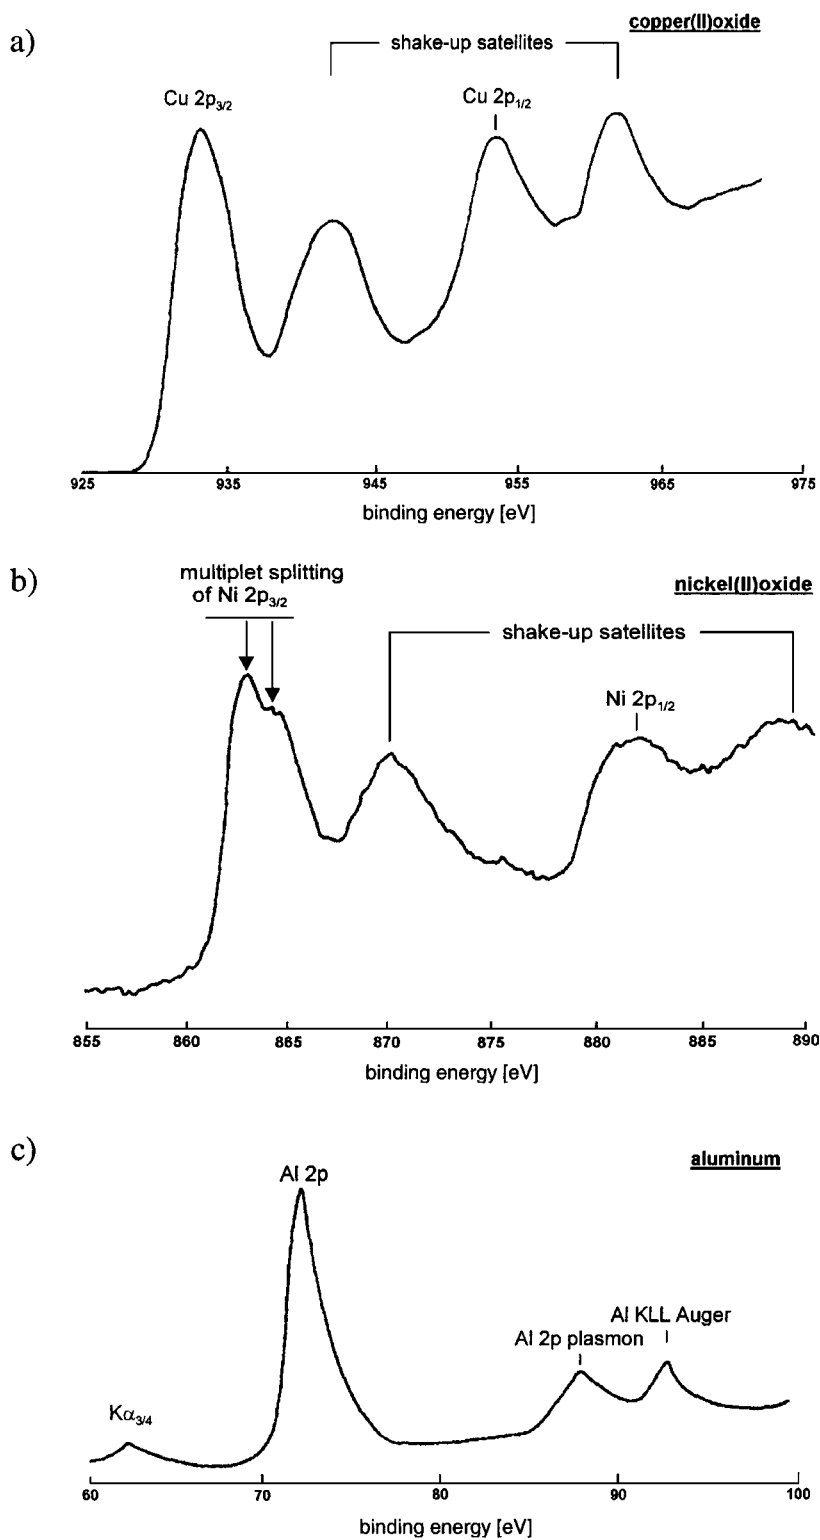 a)
copper(II)oxide
shake-up satellites
Cu 2p3/2
Cu 2p1/2
925 935 945 955 965 975
binding energy [eV]
b)
multiplet splitting
of Ni 2p3/2
nickel(II)oxide
shake-up satellites
Ni 2p1/2
855 860 865 870 875 880 885 890
binding energy [eV]
c)
aluminum
Al 2p
Al KLL Auger
Al 2p plasmon
Kα3/4
60 70 80 90 100
binding energy [eV]